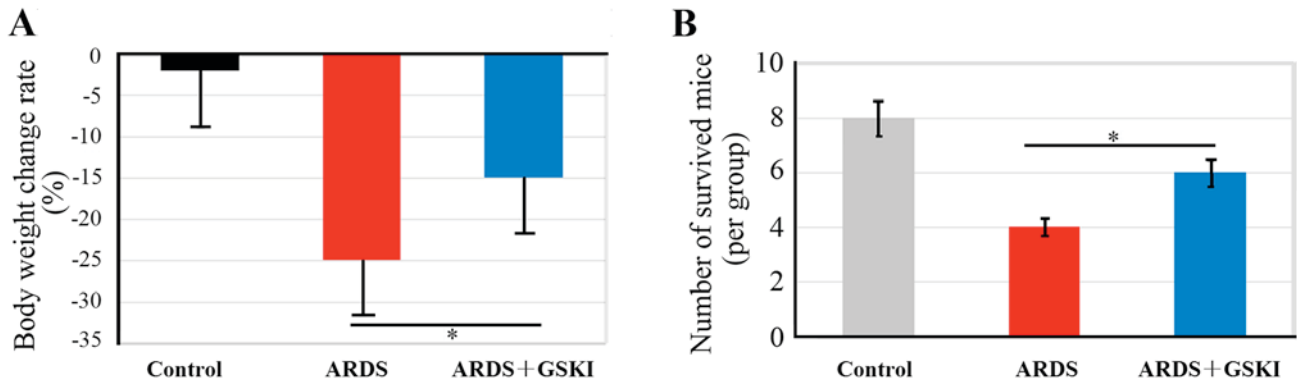 A
Body weight change rate
(%)
0
-5
-10
-15
-20
-25
-30
-35
*
Control
ARDS
ARDS+GSKI
B
Number of survived mice
(per group)
10
8
6
4
2
0
*
Control
ARDS
ARDS+GSKI